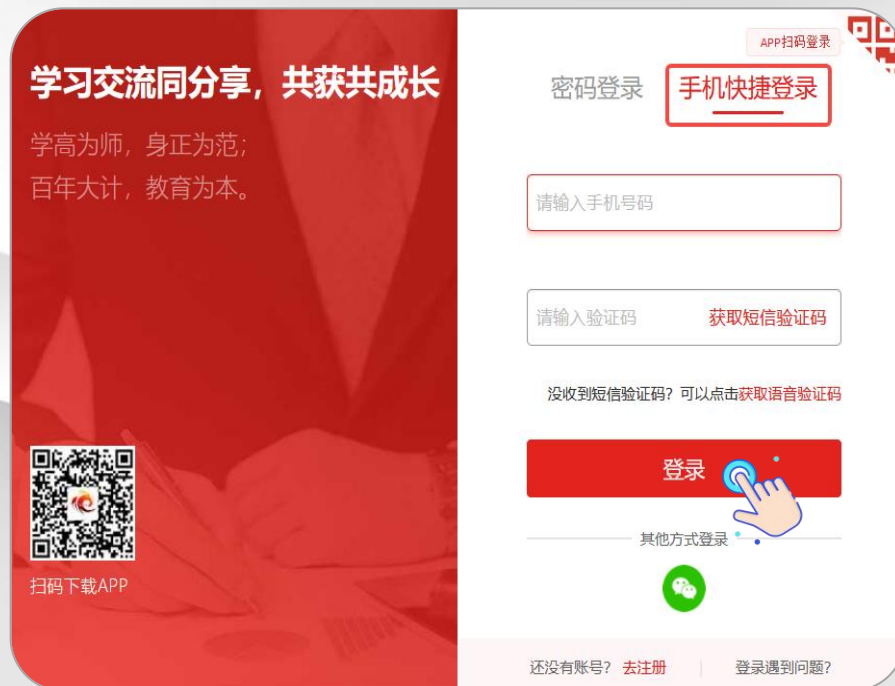 学习交流同分享，共获共成长
学高为师，身正为范；
百年大计，教育为本。
扫码下载APP
APP扫码登录
密码登录 手机快捷登录
请输入手机号码
请输入验证码 获取短信验证码
没收到短信验证码？可以点击获取语音验证码
登录
其他方式登录
还没有账号？ 去注册 登录遇到问题？